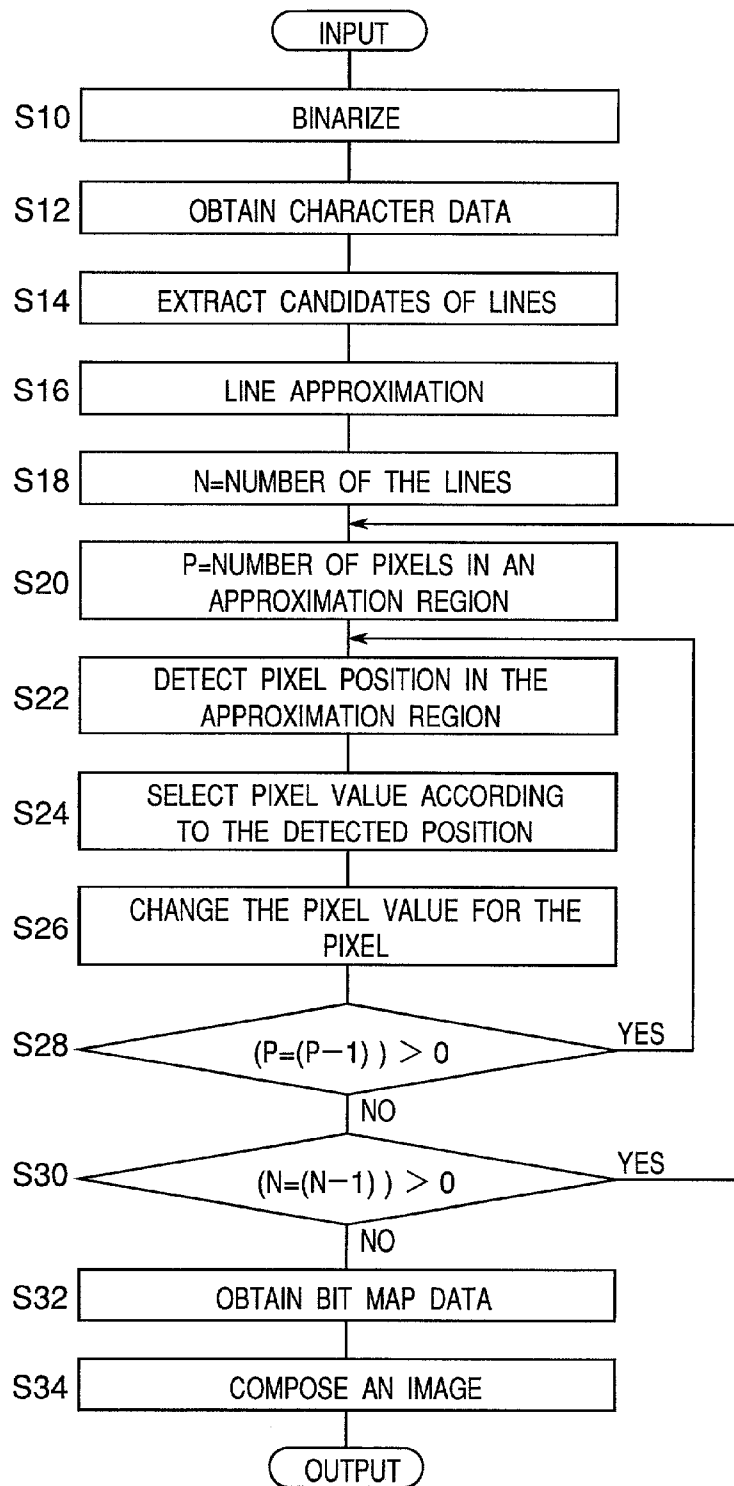 INPUT
S10 BINARIZE
S12 OBTAIN CHARACTER DATA
S14 EXTRACT CANDIDATES OF LINES
S16 LINE APPROXIMATION
S18 N=NUMBER OF THE LINES
S20 P=NUMBER OF PIXELS IN AN
APPROXIMATION REGION
S22 DETECT PIXEL POSITION IN THE
APPROXIMATION REGION
S24 SELECT PIXEL VALUE ACCORDING
TO THE DETECTED POSITION
S26 CHANGE THE PIXEL VALUE FOR THE
PIXEL
S28 (P=(P-1) ) > 0 YES
NO
S30 (N=(N-1) ) > 0 YES
NO
S32 OBTAIN BIT MAP DATA
S34 COMPOSE AN IMAGE
OUTPUT